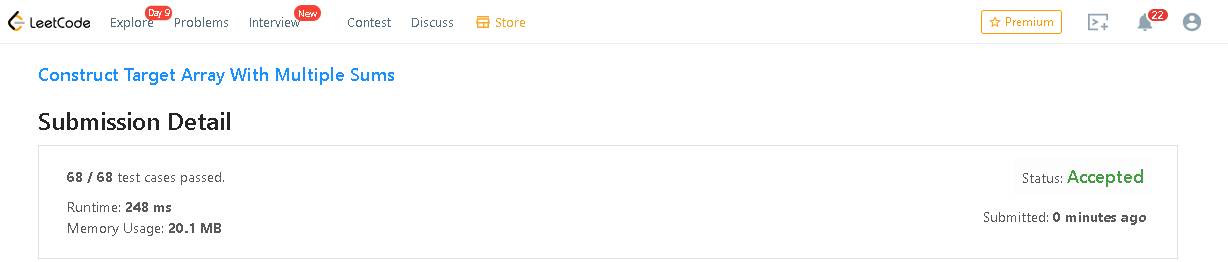 LeetCode Explore Day 9 Problems Interview New Contest Discuss Store Premium 22
Construct Target Array With Multiple Sums
Submission Detail
68 / 68 test cases passed.
Status: Accepted
Runtime: 248 ms
Memory Usage: 20.1 MB
Submitted: 0 minutes ago